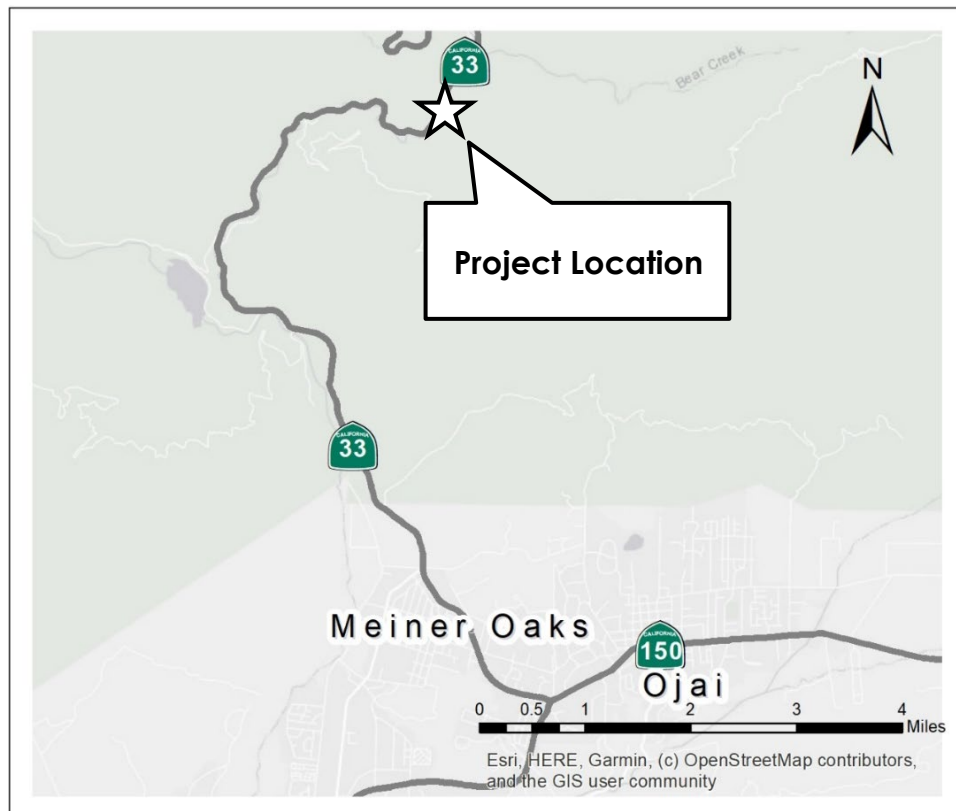 CALIFORNIA
33
Bear Creek
N
Project Location
CALIFORNIA
33
Meiner Oaks
CALIFORNIA
150
Ojai
0 0.5 1 2 3 4
Miles
Esri, HERE, Garmin, (c) OpenStreetMap contributors,
and the GIS user community